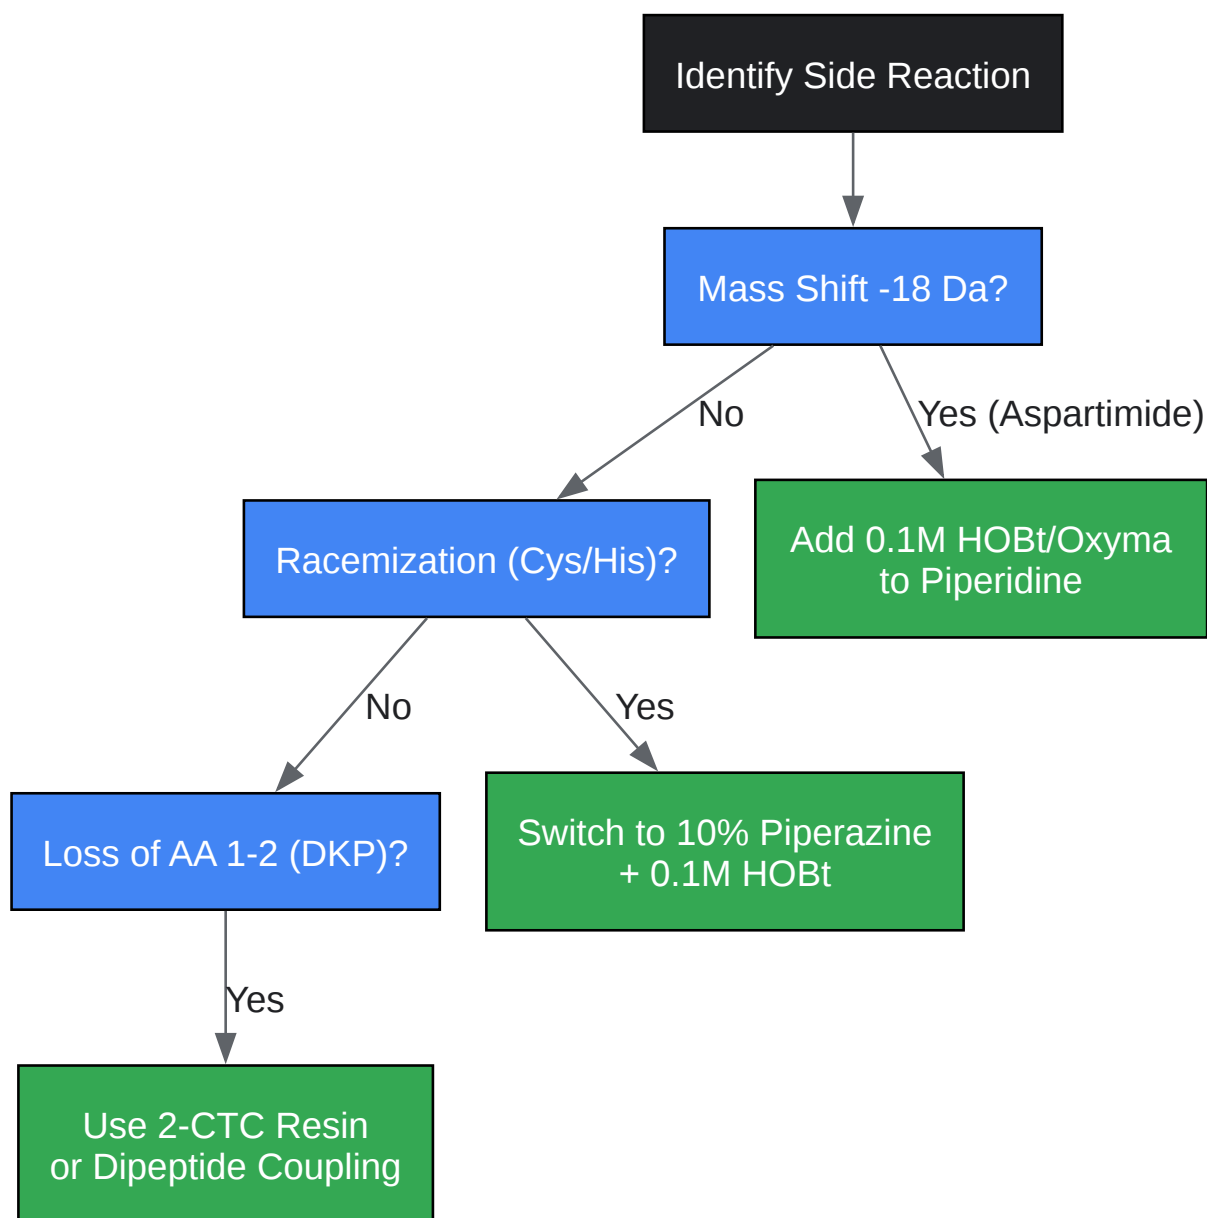 Identify Side Reaction
Mass Shift -18 Da?
No
Yes (Aspartimide)
Racemization (Cys/His)?
Add 0.1M HOBt/Oxyma
to Piperidine
No
Yes
Loss of AA 1-2 (DKP)?
Switch to 10% Piperazine
+ 0.1M HOBt
Yes
Use 2-CTC Resin
or Dipeptide Coupling